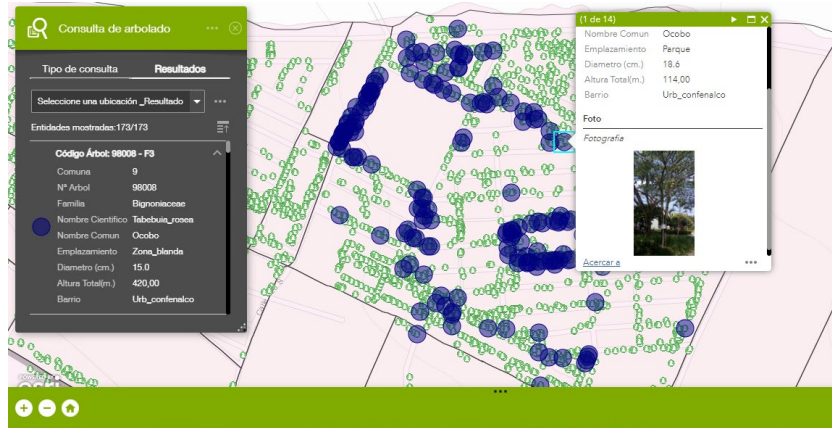 Consulta de arbolado
Tipo de consulta
Resultados
Seleccione una ubicación _Resultado
Entidades mostradas:173/173
Código Árbol: 98008 - F3
Comuna 9
Nª Arbol 98008
Familia Bignoniaceae
Nombre Cientifico Tabebuia_rosea
Nombre Comun Ocobo
Emplazamiento Zona_blanda
Diametro (cm.) 15.0
Altura Total(m.) 420,00
Barrio Urb_confenalco
(1 de 14)
Nombre Comun Ocobo
Emplazamiento Parque
Diametro (cm.) 18.6
Altura Total(m.) 114,00
Barrio Urb_confenalco
Foto
Fotografia
Acercar a